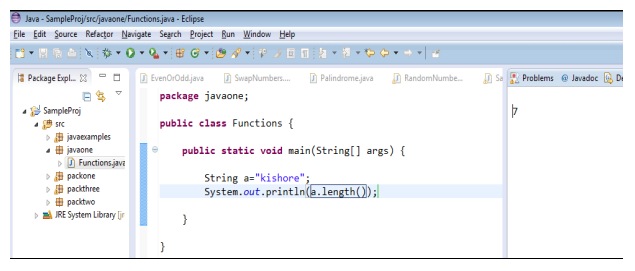 Java - SampleProj/src/javaone/Functions.java - Eclipse
File Edit Source Refactor Navigate Search Project Run Window Help
Package Expl...
EvenOrOdd.java SwapNumbers.... Palindrome.java RandomNumbe... Sa
Problems @ Javadoc De
SampleProj
src
javaexamples
javaone
Functions.java
packone
packthree
packtwo
JRE System Library [jr
package javaone;
public class Functions {
public static void main(String[] args) {
String a="kishore";
System.out.println(a.length());
}
}
7